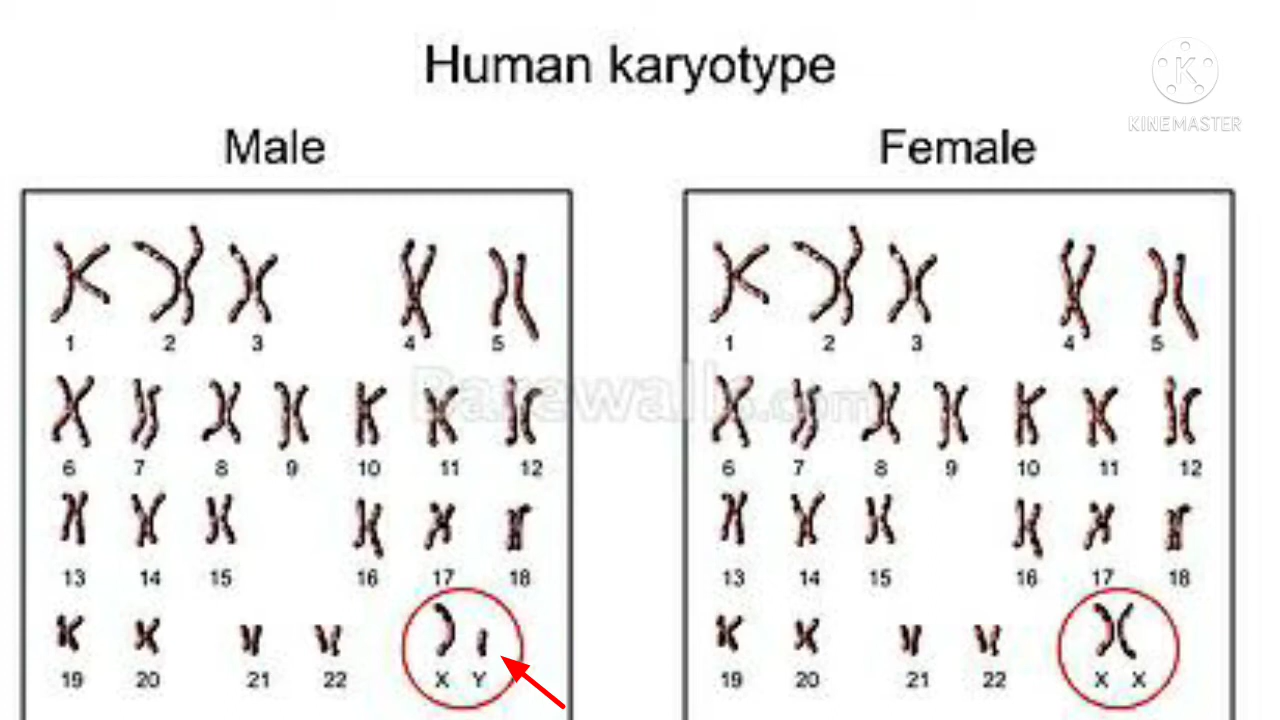 Human karyotype
KINEMASTER
Male
Female
1 2 3 4 5
1 2 3 4 5
Barewalls.com
6 7 8 9 10 11 12
6 7 8 9 10 11 12
13 14 15 16 17 18
13 14 15 16 17 18
19 20 21 22 X Y
19 20 21 22 X X